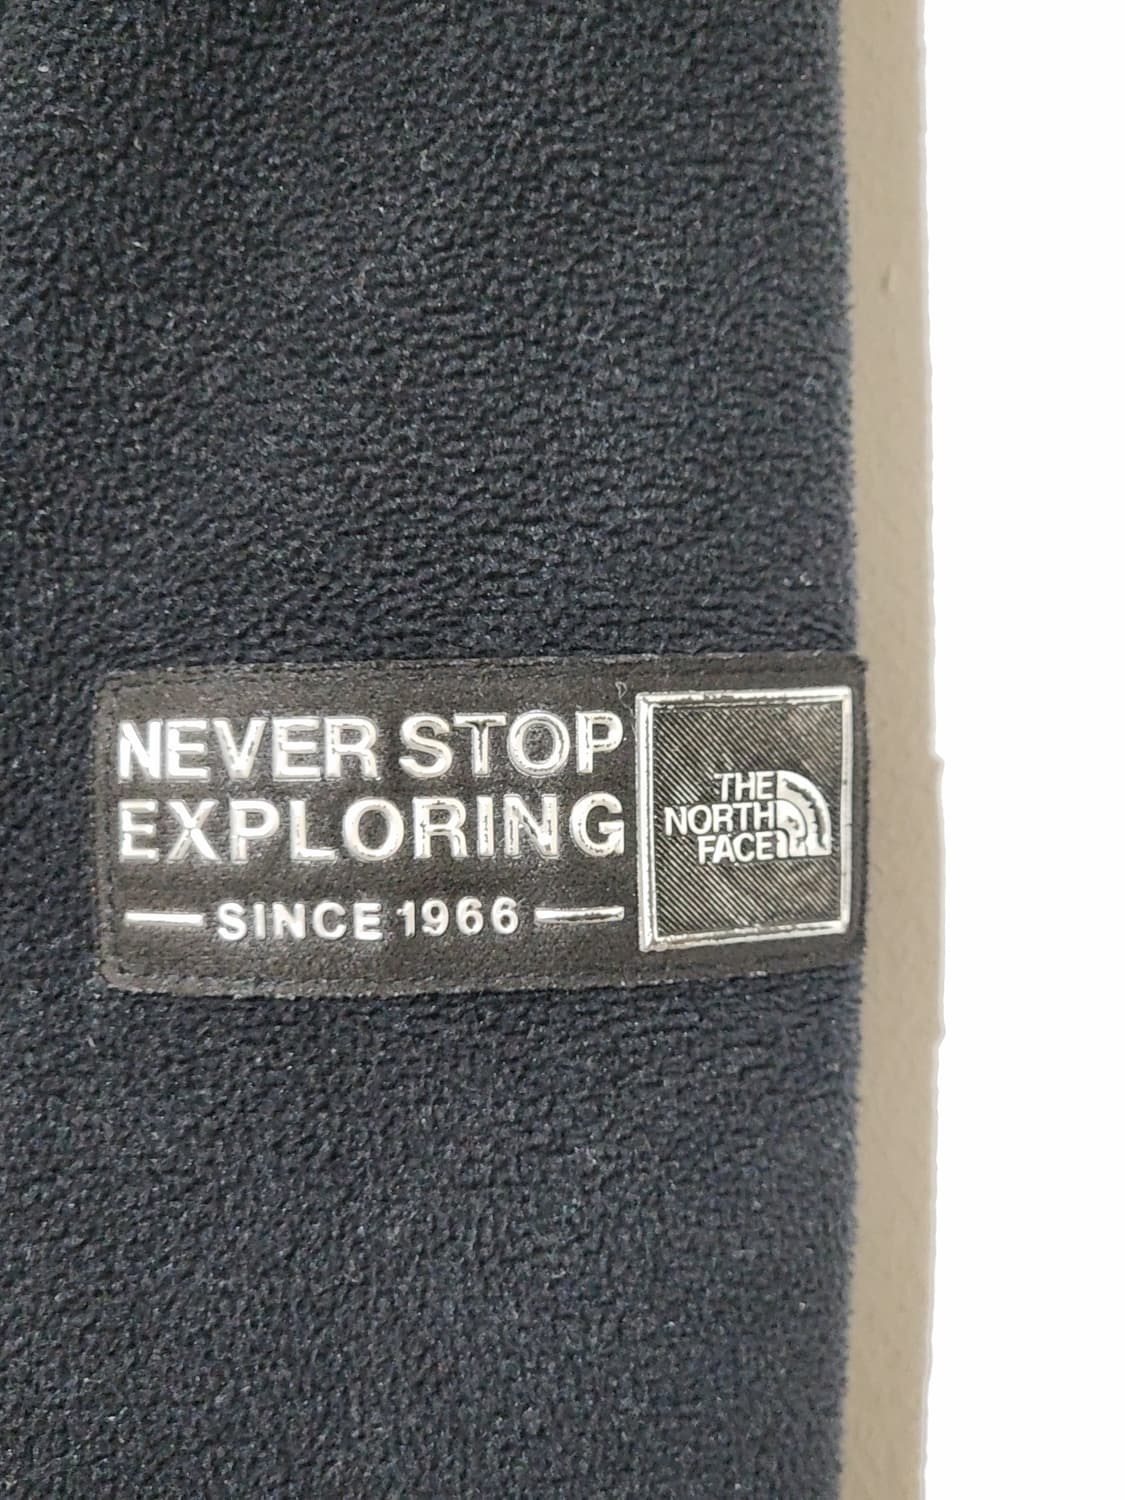 NEVER STOP
EXPLORING
SINCE 1966
THE
NORTH
FACE